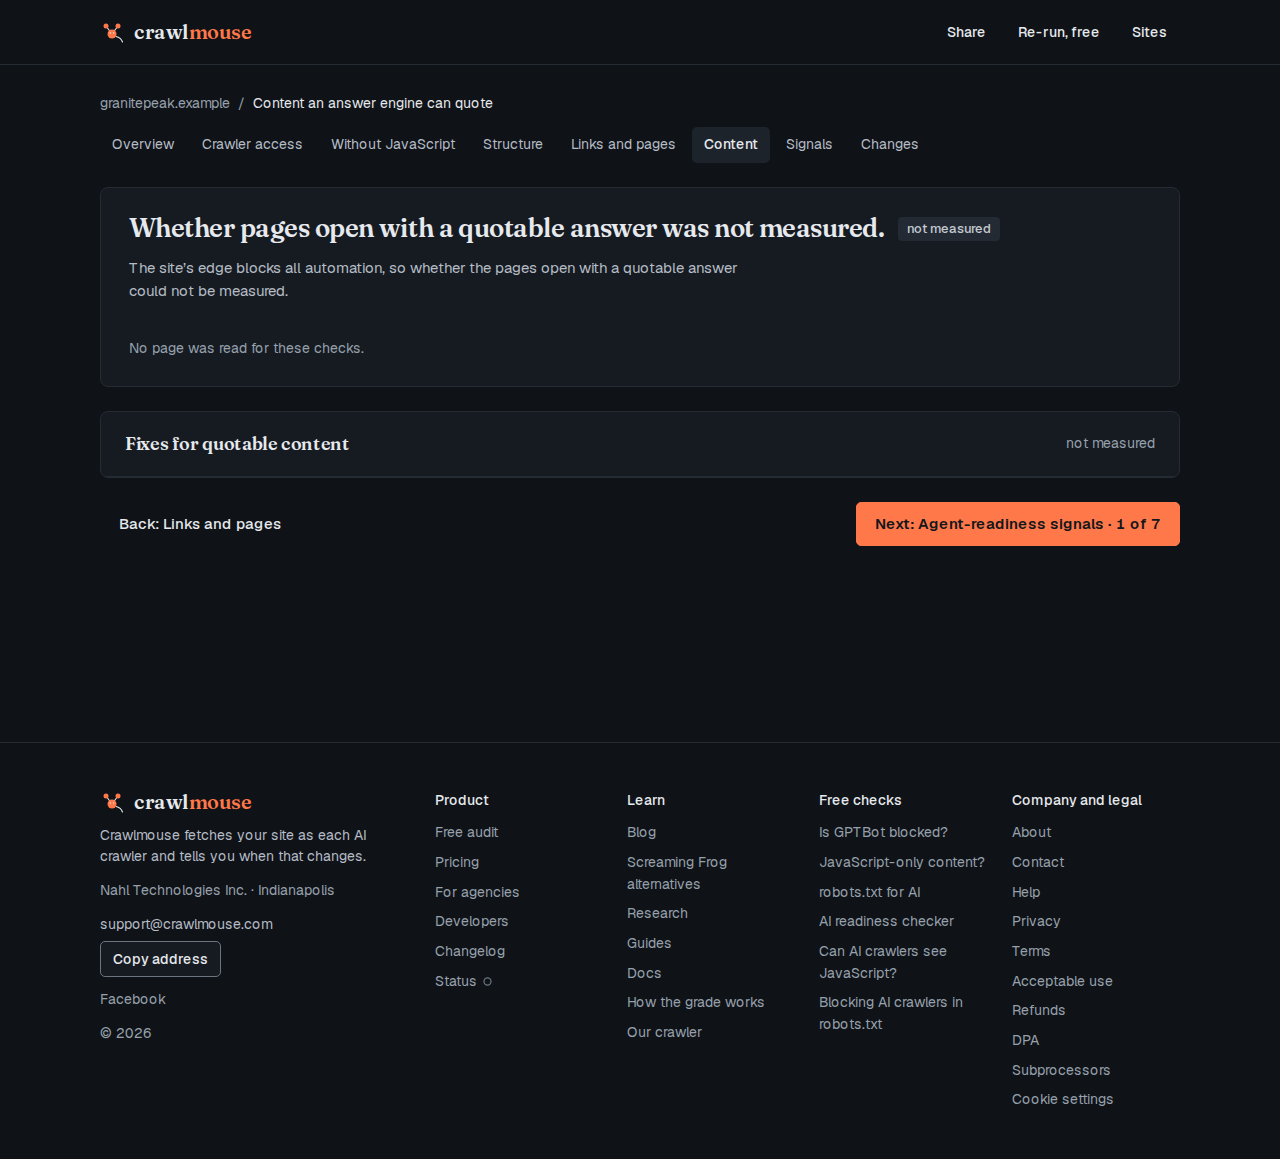 crawlmouse
Share
Re-run, free
Sites
granitepeak.example / Content an answer engine can quote
Overview
Crawler access
Without JavaScript
Structure
Links and pages
Content
Signals
Changes
Whether pages open with a quotable answer was not measured.
not measured
The site’s edge blocks all automation, so whether the pages open with a quotable answer
could not be measured.
No page was read for these checks.
Fixes for quotable content
not measured
Back: Links and pages
Next: Agent-readiness signals · 1 of 7
crawlmouse
Crawlmouse fetches your site as each AI
crawler and tells you when that changes.
Nahl Technologies Inc. · Indianapolis
support@crawlmouse.com
Copy address
Facebook
© 2026
Product
Free audit
Pricing
For agencies
Developers
Changelog
Status
Learn
Blog
Screaming Frog
alternatives
Research
Guides
Docs
How the grade works
Our crawler
Free checks
Is GPTBot blocked?
JavaScript-only content?
robots.txt for AI
AI readiness checker
Can AI crawlers see
JavaScript?
Blocking AI crawlers in
robots.txt
Company and legal
About
Contact
Help
Privacy
Terms
Acceptable use
Refunds
DPA
Subprocessors
Cookie settings